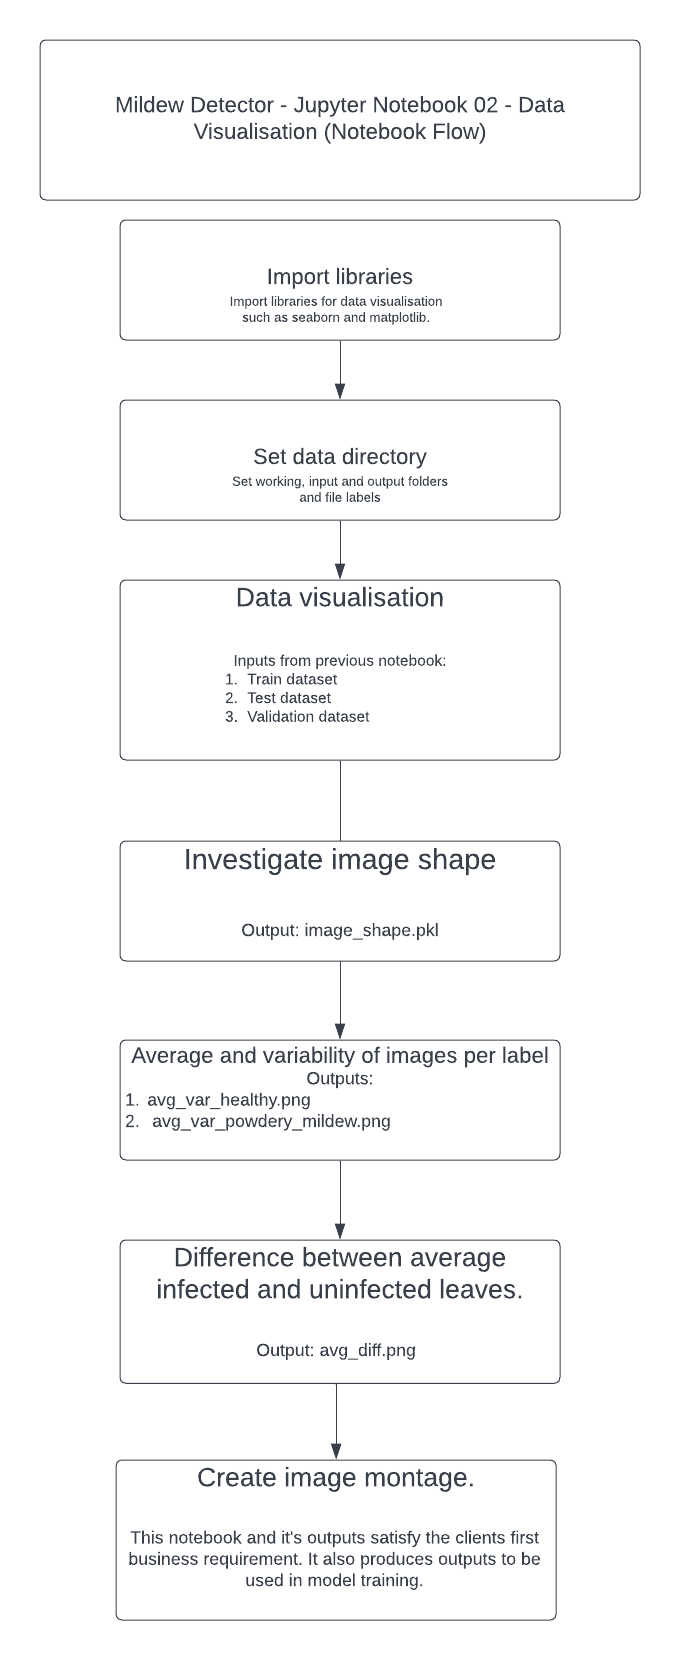 Mildew Detector - Jupyter Notebook 02 - Data
Visualisation (Notebook Flow)
Import libraries
Import libraries for data visualisation
such as seaborn and matplotlib.
Set data directory
Set working, input and output folders
and file labels
Data visualisation
Inputs from previous notebook:
1. Train dataset
2. Test dataset
3. Validation dataset
Investigate image shape
Output: image_shape.pkl
Average and variability of images per label
Outputs:
1. avg_var_healthy.png
2. avg_var_powdery_mildew.png
Difference between average
infected and uninfected leaves.
Output: avg_diff.png
Create image montage.
This notebook and it's outputs satisfy the clients first
business requirement. It also produces outputs to be
used in model training.